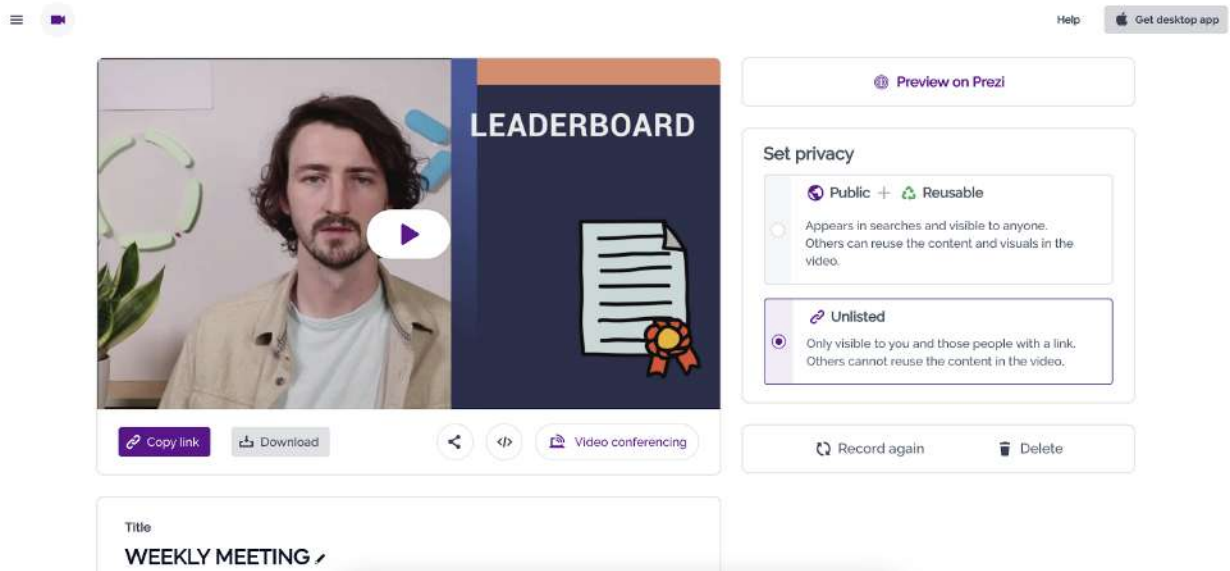 Help
Get desktop app
LEADERBOARD
Copy link
Download
</>
Video conferencing
Title
WEEKLY MEETING
Preview on Prezi
Set privacy
Public + Reusable
Appears in searches and visible to anyone.
Others can reuse the content and visuals in the
video.
Unlisted
Only visible to you and those people with a link.
Others cannot reuse the content in the video.
Record again
Delete